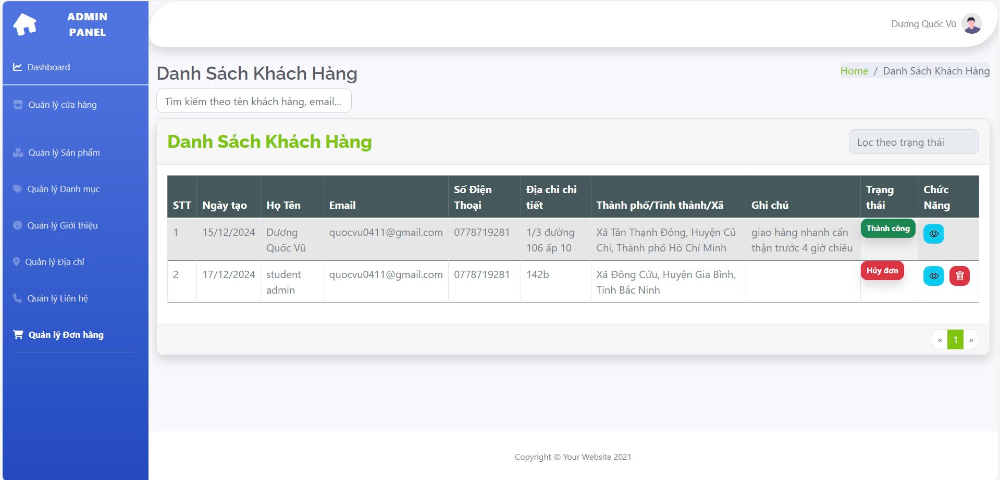 ADMIN
PANEL
Dương Quốc Vũ
Dashboard
Quản lý cửa hàng
Quản lý Sản phẩm
Quản lý Danh mục
Quản lý Giới thiệu
Quản lý Địa chỉ
Quản lý Liên hệ
Quản lý Đơn hàng
Danh Sách Khách Hàng
Home / Danh Sách Khách Hàng
Tìm kiếm theo tên khách hàng, email...
Danh Sách Khách Hàng
Lọc theo trạng thái
STT Ngày tạo Họ Tên Email Số Điện Thoại Địa chỉ chi tiết Thành phố/Tỉnh thành/Xã Ghi chú Trạng thái Chức Năng
1 15/12/2024 Dương Quốc Vũ quocvu0411@gmail.com 0778719281 1/3 đường 106 ấp 10 Xã Tân Thạnh Đông, Huyện Củ Chi, Thành phố Hồ Chí Minh giao hàng nhanh cẩn thận trước 4 giờ chiều Thành công
2 17/12/2024 student admin quocvu0411@gmail.com 0778719281 142b Xã Đông Cứu, Huyện Gia Bình, Tỉnh Bắc Ninh Hủy đơn
« 1 »
Copyright © Your Website 2021